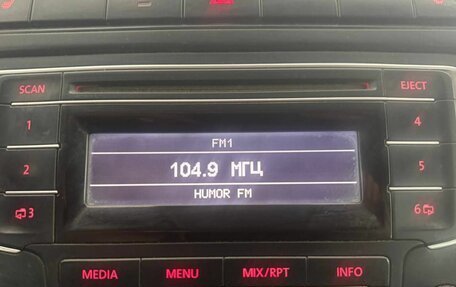 SCAN
EJECT
1
4
FM1
104.9 МГЦ
2
5
HUMOR FM
3
6
MEDIA
MENU
MIX/RPT
INFO